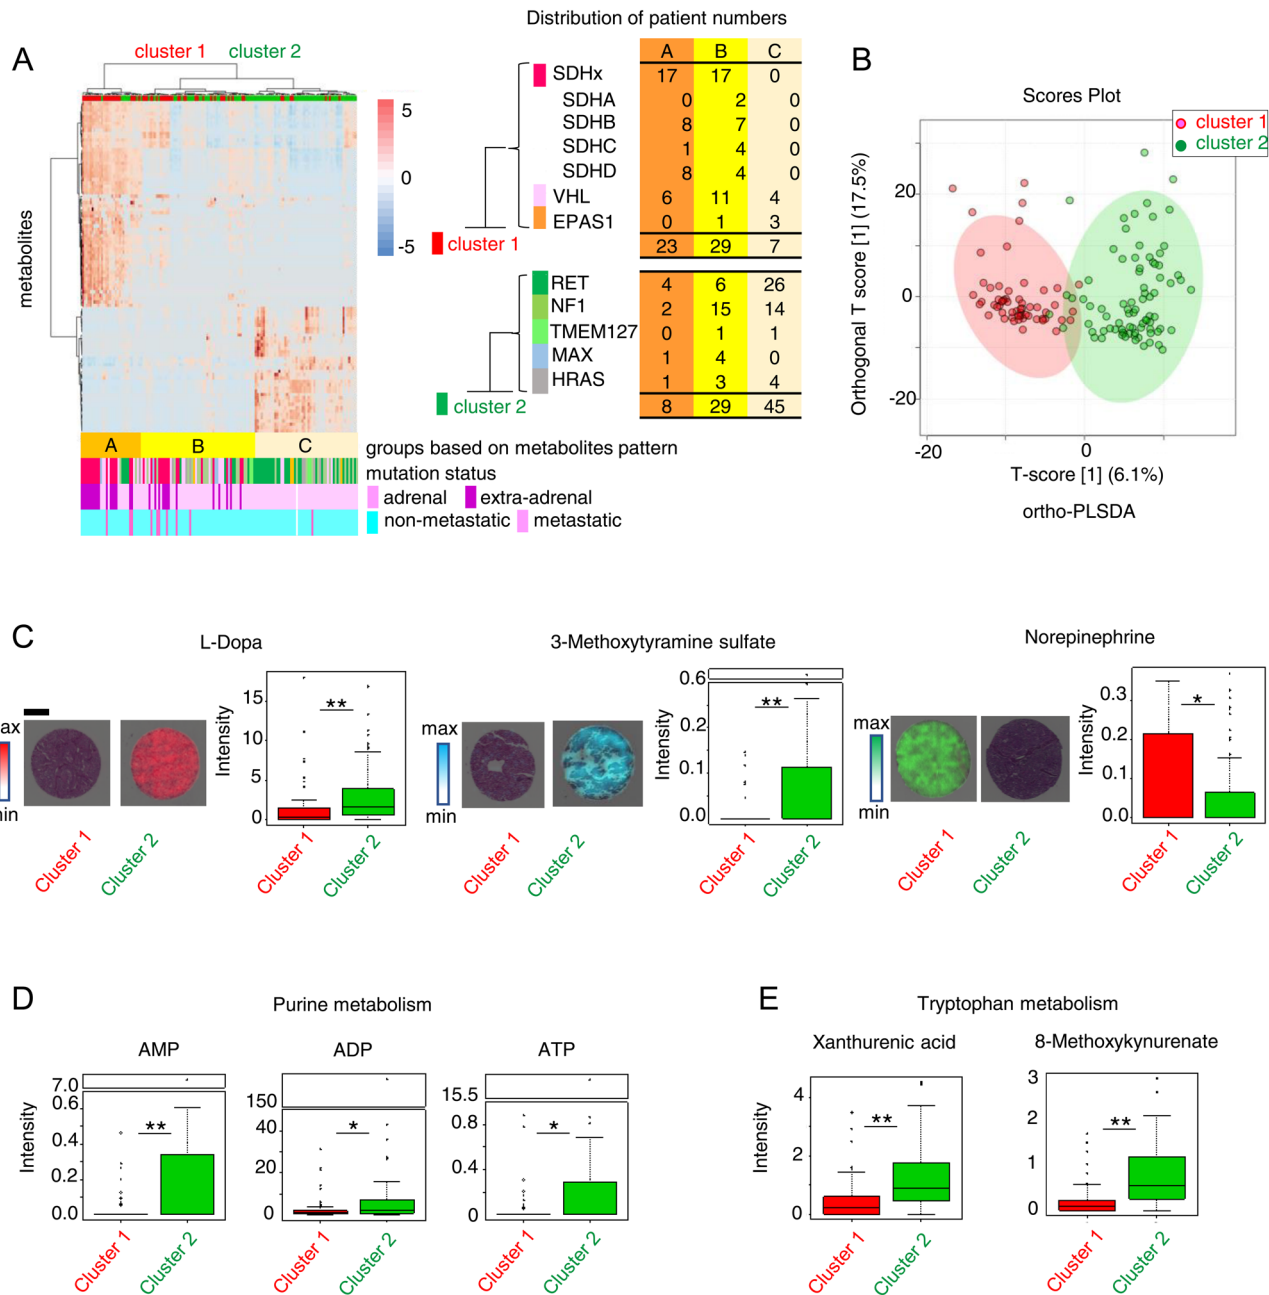 Distribution of patient numbers
A
cluster 1 cluster 2
metabolites
5
0
-5
A B C
SDHx 17 17 0
SDHA 0 2 0
SDHB 8 7 0
SDHC 1 4 0
SDHD 8 4 0
VHL 6 11 4
EPAS1 0 1 3
cluster 1 23 29 7
RET 4 6 26
NF1 2 15 14
TMEM127 0 1 1
MAX 1 4 0
HRAS 1 3 4
cluster 2 8 29 45
A B C groups based on metabolites pattern
mutation status
adrenal extra-adrenal
non-metastatic metastatic
B
Scores Plot
cluster 1
cluster 2
Orthogonal T score [1] (17.5%)
20
0
-20
-20 0
T-score [1] (6.1%)
ortho-PLSDA
C
L-Dopa
ax
min
Intensity
15
10
5
0
**
Cluster 1
Cluster 2
Cluster 1
Cluster 2
3-Methoxytyramine sulfate
max
min
Intensity
0.6
0.2
0.1
0.0
**
Cluster 1
Cluster 2
Cluster 1
Cluster 2
Norepinephrine
max
min
Intensity
0.3
0.2
0.1
0.0
*
Cluster 1
Cluster 2
Cluster 1
Cluster 2
D
Purine metabolism
AMP
Intensity
7.0
0.6
0.4
0.2
0.0
**
Cluster 1
Cluster 2
ADP
150
40
20
0
*
Cluster 1
Cluster 2
ATP
15.5
0.8
0.4
0
*
Cluster 1
Cluster 2
E
Tryptophan metabolism
Xanthurenic acid
Intensity
4
2
0
**
Cluster 1
Cluster 2
8-Methoxykynurenate
3
2
1
0
**
Cluster 1
Cluster 2